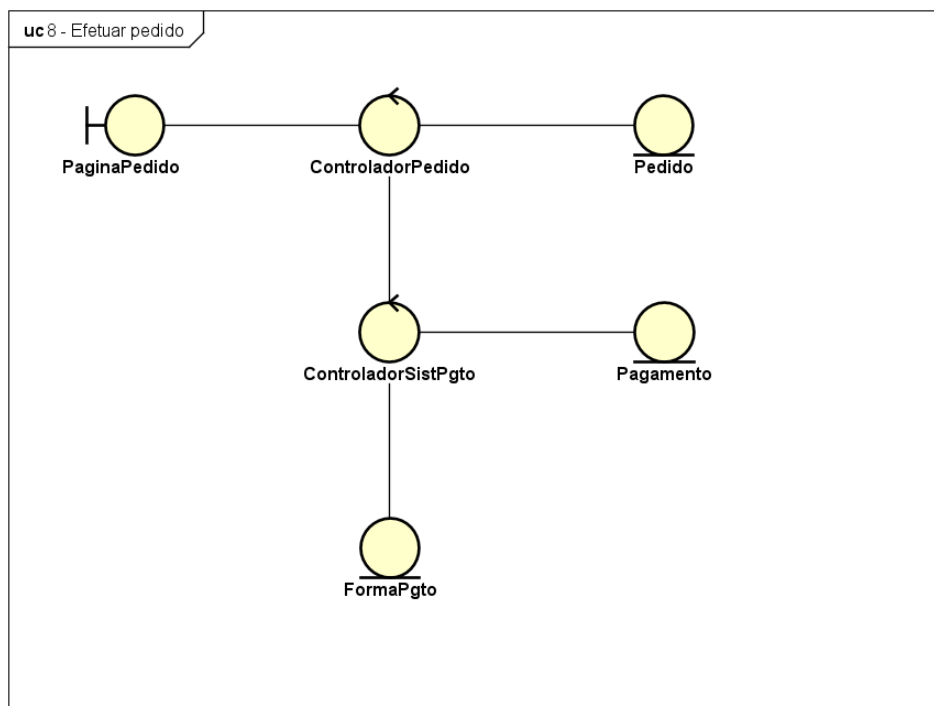 uc 8 - Efetuar pedido
PaginaPedido
ControladorPedido
Pedido
ControladorSistPgto
Pagamento
FormaPgto